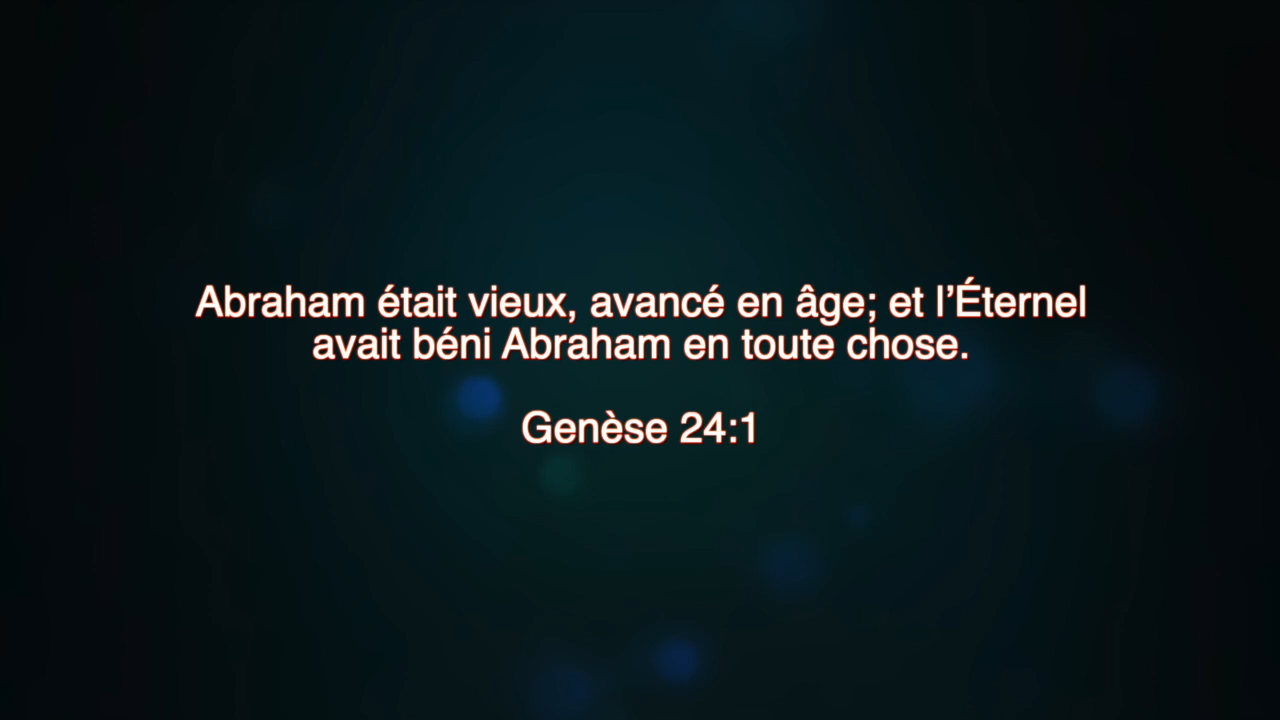 Abraham était vieux, avancé en âge; et l’Éternel
avait béni Abraham en toute chose.
Genèse 24:1